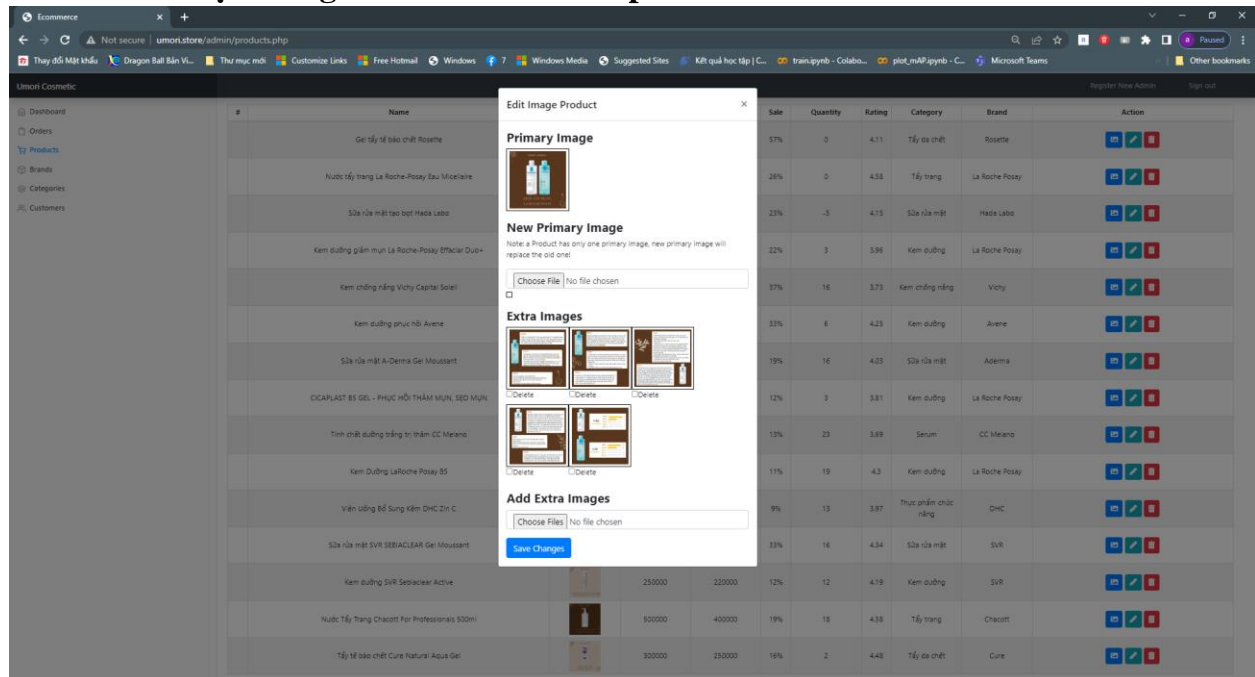 Ecommerce
Not secure | umori.store/admin/products.php
Paused
Thay đổi Mật khẩu Dragon Ball Bản Vi... Thư mục mới Customize Links Free Hotmail Windows 7 Windows Media Suggested Sites Kết quả học tập | C... train.ipynb - Colabo... plot_mAP.ipynb - C... Microsoft Teams Other bookmarks
Umori Cosmetic Register New Admin Sign out
Dashboard
Orders
Products
Brands
Categories
Customers
# Name Sale Quantity Rating Category Brand Action
Gel tẩy tế bào chết Rosette 57% 0 4.11 Tẩy da chết Rosette
Nước tẩy trang La Roche-Posay Eau Micellaire 26% 0 4.38 Tẩy trang La Roche Posay
Sữa rửa mặt tạo bọt Hada Labo 23% -5 4.15 Sữa rửa mặt Hada Labo
Kem dưỡng giảm mụn La Roche-Posay Effaclar Duo+ 22% 3 3.96 Kem dưỡng La Roche Posay
Kem chống nắng Vichy Capital Soleil 37% 16 3.73 Kem chống nắng Vichy
Kem dưỡng phục hồi Avene 33% 6 4.23 Kem dưỡng Avene
Sữa rửa mặt A-Derma Gel Moussant 19% 16 4.23 Sữa rửa mặt Aderma
CICAPLAST B5 GEL - PHỤC HỒI THÂM MỤN, SẸO MỤN 12% 3 3.81 Kem dưỡng La Roche Posay
Tinh chất dưỡng trắng trị thâm CC Melano 13% 23 3.69 Serum CC Melano
Kem Dưỡng LaRoche Posay B5 11% 19 4.3 Kem dưỡng La Roche Posay
Viên Uống Bổ Sung Kẽm DHC Zin C 9% 13 3.97 Thực phẩm chức năng DHC
Sữa rửa mặt SVR SEBIACLEAR Gel Moussant 33% 16 4.34 Sữa rửa mặt SVR
Kem dưỡng SVR Sebiaclear Active 250000 220000 12% 12 4.19 Kem dưỡng SVR
Nước Tẩy Trang Chacott For Professionals 500ml 500000 400000 19% 18 4.38 Tẩy trang Chacott
Tẩy tế bào chết Cure Natural Aqua Gel 300000 250000 16% 2 4.48 Tẩy da chết Cure
Edit Image Product ×
Primary Image
New Primary Image
Note: a Product has only one primary image, new primary image will
replace the old one!
Choose File No file chosen
Extra Images
Delete Delete Delete
Delete Delete
Add Extra Images
Choose Files No file chosen
Save Changes